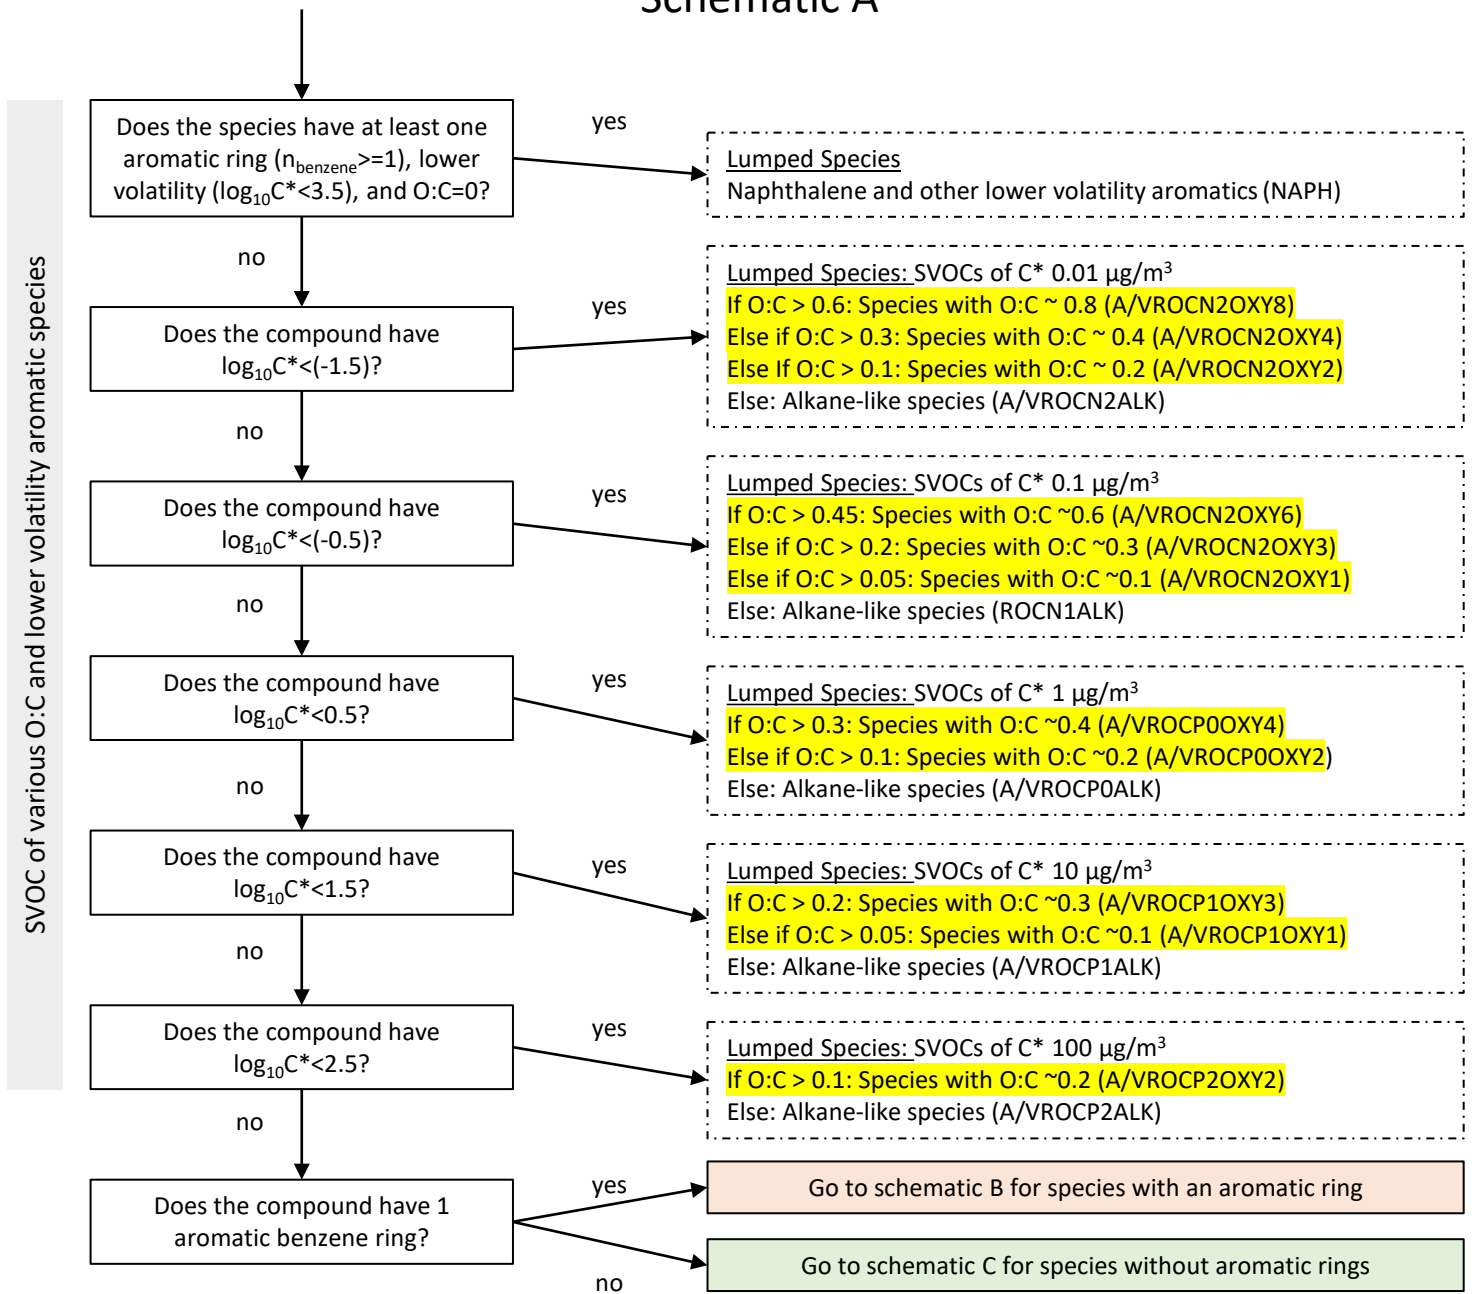 Schematic A
SVOC of various O:C and lower volatility aromatic species
Does the species have at least one
aromatic ring (n_benzene>=1), lower
volatility (log₁₀C*<3.5), and O:C=0?
yes
Lumped Species
Naphthalene and other lower volatility aromatics (NAPH)
no
Does the compound have
log₁₀C*<(-1.5)?
yes
Lumped Species: SVOCs of C* 0.01 µg/m³
If O:C > 0.6: Species with O:C ~ 0.8 (A/VROCN2OXY8)
Else if O:C > 0.3: Species with O:C ~ 0.4 (A/VROCN2OXY4)
Else If O:C > 0.1: Species with O:C ~ 0.2 (A/VROCN2OXY2)
Else: Alkane-like species (A/VROCN2ALK)
no
Does the compound have
log₁₀C*<(-0.5)?
yes
Lumped Species: SVOCs of C* 0.1 µg/m³
If O:C > 0.45: Species with O:C ~0.6 (A/VROCN2OXY6)
Else if O:C > 0.2: Species with O:C ~0.3 (A/VROCN2OXY3)
Else if O:C > 0.05: Species with O:C ~0.1 (A/VROCN2OXY1)
Else: Alkane-like species (ROCN1ALK)
no
Does the compound have
log₁₀C*<0.5?
yes
Lumped Species: SVOCs of C* 1 µg/m³
If O:C > 0.3: Species with O:C ~0.4 (A/VROCP0OXY4)
Else if O:C > 0.1: Species with O:C ~0.2 (A/VROCP0OXY2)
Else: Alkane-like species (A/VROCP0ALK)
no
Does the compound have
log₁₀C*<1.5?
yes
Lumped Species: SVOCs of C* 10 µg/m³
If O:C > 0.2: Species with O:C ~0.3 (A/VROCP1OXY3)
Else if O:C > 0.05: Species with O:C ~0.1 (A/VROCP1OXY1)
Else: Alkane-like species (A/VROCP1ALK)
no
Does the compound have
log₁₀C*<2.5?
yes
Lumped Species: SVOCs of C* 100 µg/m³
If O:C > 0.1: Species with O:C ~0.2 (A/VROCP2OXY2)
Else: Alkane-like species (A/VROCP2ALK)
no
Does the compound have 1
aromatic benzene ring?
yes
Go to schematic B for species with an aromatic ring
no
Go to schematic C for species without aromatic rings